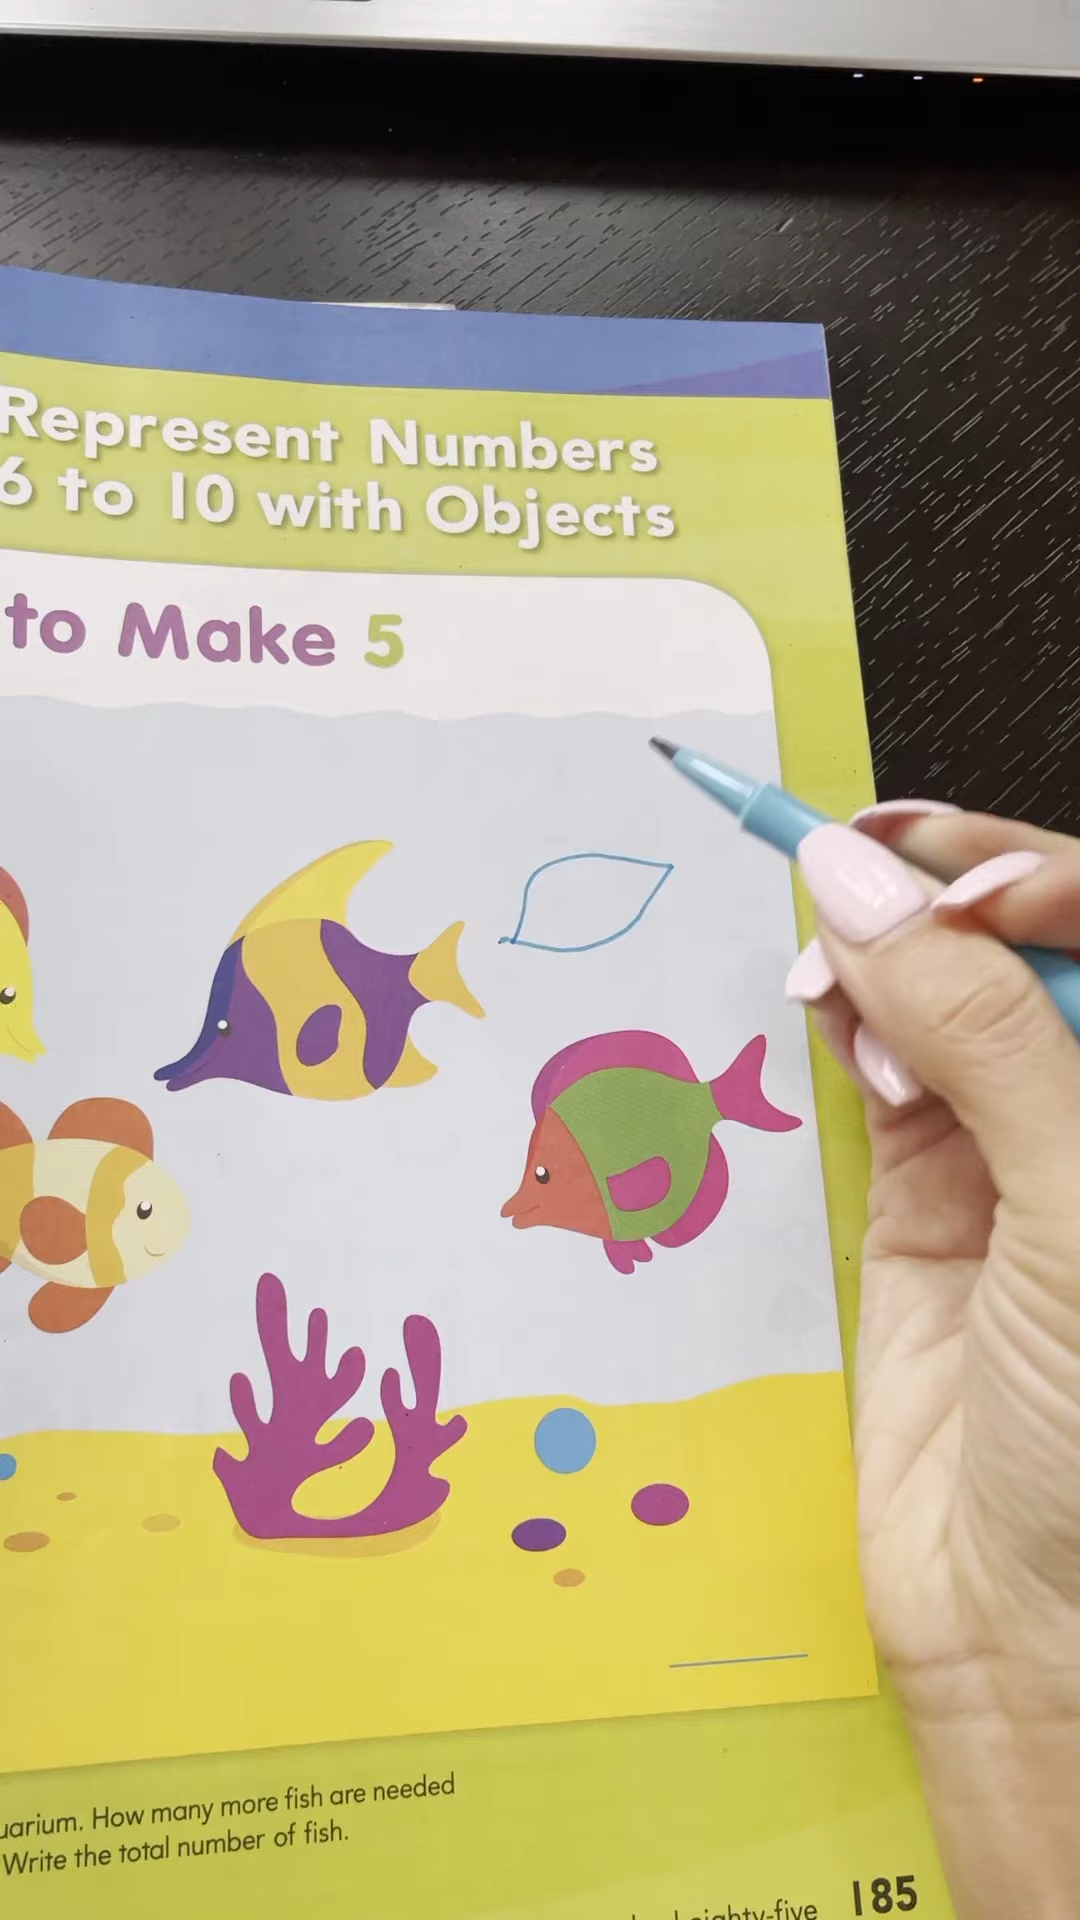 Represent Numbers
6 to 10 with Objects
to Make 5
How many more fish are needed
Write the total number of fish.
185